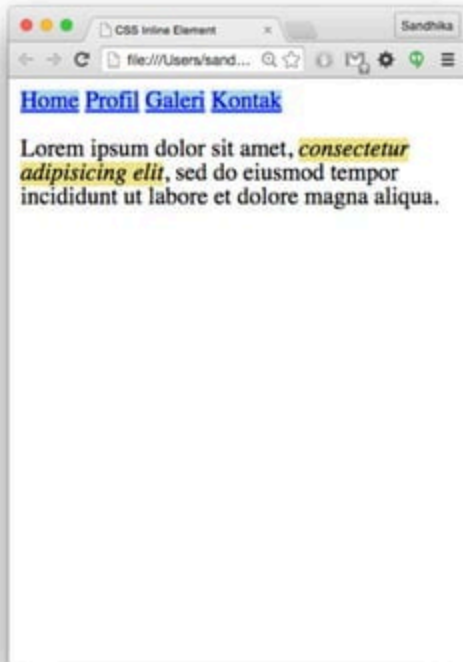 CSS Inline Element
Sandhika
file:///Users/sand...
Home Profil Galeri Kontak
Lorem ipsum dolor sit amet, consectetur
adipisicing elit, sed do eiusmod tempor
incididunt ut labore et dolore magna aliqua.